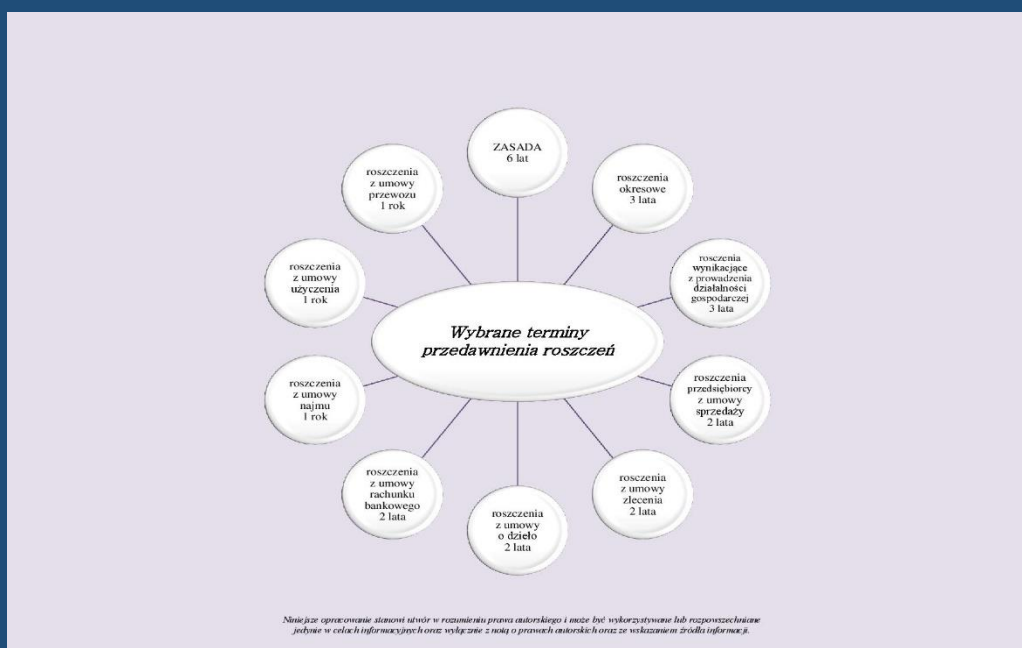 ZASADA
6 lat
roszczenia
okresowe
3 lata
rosczenia
wynikające
z prowadzenia
działalności
gospodarczej
3 lata
roszczenia
przedsiębiorcy
z umowy
sprzedaży
2 lata
rosczenia
z umowy
zlecenia
2 lata
roszczenia
z umowy
o dzieło
2 lata
roszczenia
z umowy
rachunku
bankowego
2 lata
roszczenia
z umowy
najmu
1 rok
roszczenia
z umowy
użyczenia
1 rok
roszczenia
z umowy
przewozu
1 rok
Wybrane terminy
przedawnienia roszczeń
Niniejsze opracowanie stanowi utwór w rozumieniu prawa autorskiego i może być wykorzystywane lub rozpowszechniane
jedynie w celach informacyjnych oraz wyłącznie z notą o prawach autorskich oraz ze wskazaniem źródła informacji.